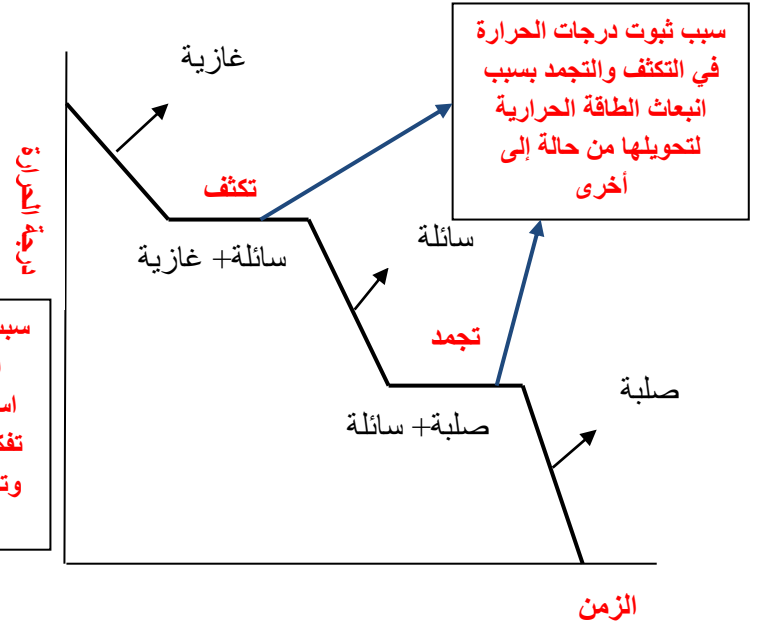 سبب ثبوت درجات الحرارة
في التكثف والتجمد بسبب
انبعاث الطاقة الحرارية
لتحويلها من حالة إلى
أخرى
غازية
تكثف
سائلة+ غازية
سائلة
تجمد
صلبة+ سائلة
صلبة
درجة الحرارة
الزمن